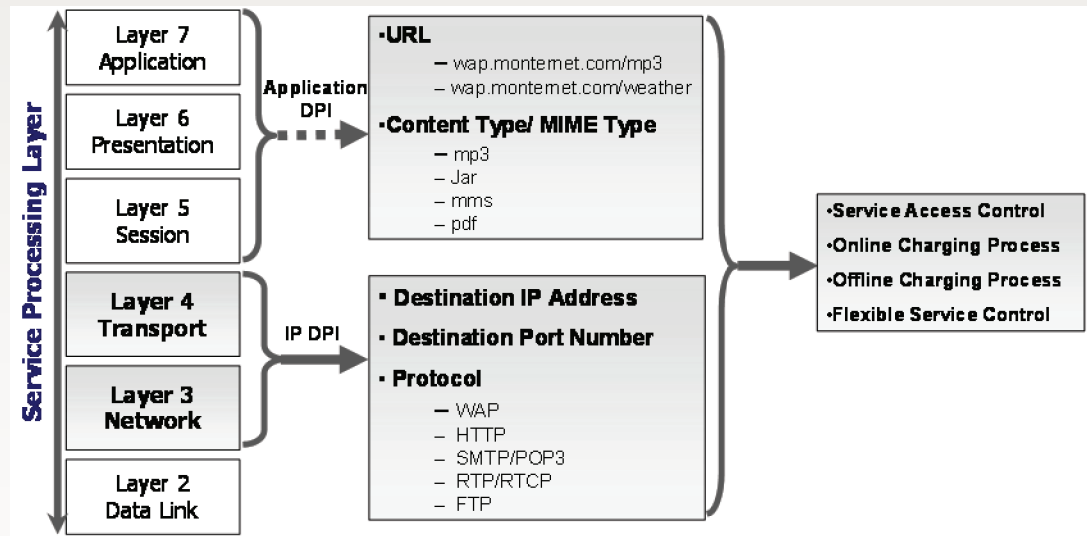 Service Processing Layer
Layer 7
Application
Layer 6
Presentation
Layer 5
Session
Layer 4
Transport
Layer 3
Network
Layer 2
Data Link
Application
DPI
IP DPI
•URL
– wap.monternet.com/mp3
– wap.monternet.com/weather
•Content Type/ MIME Type
– mp3
– Jar
– mms
– pdf
▪ Destination IP Address
▪ Destination Port Number
▪ Protocol
– WAP
– HTTP
– SMTP/POP3
– RTP/RTCP
– FTP
•Service Access Control
•Online Charging Process
•Offline Charging Process
•Flexible Service Control